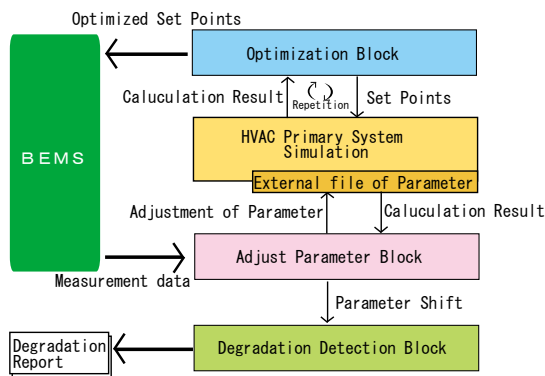 Optimized Set Points
Optimization Block
Caluculation Result
Repetition
Set Points
BEMS
HVAC Primary System
Simulation
External file of Parameter
Adjustment of Parameter
Caluculation Result
Adjust Parameter Block
Measurement data
Parameter Shift
Degradation
Report
Degradation Detection Block